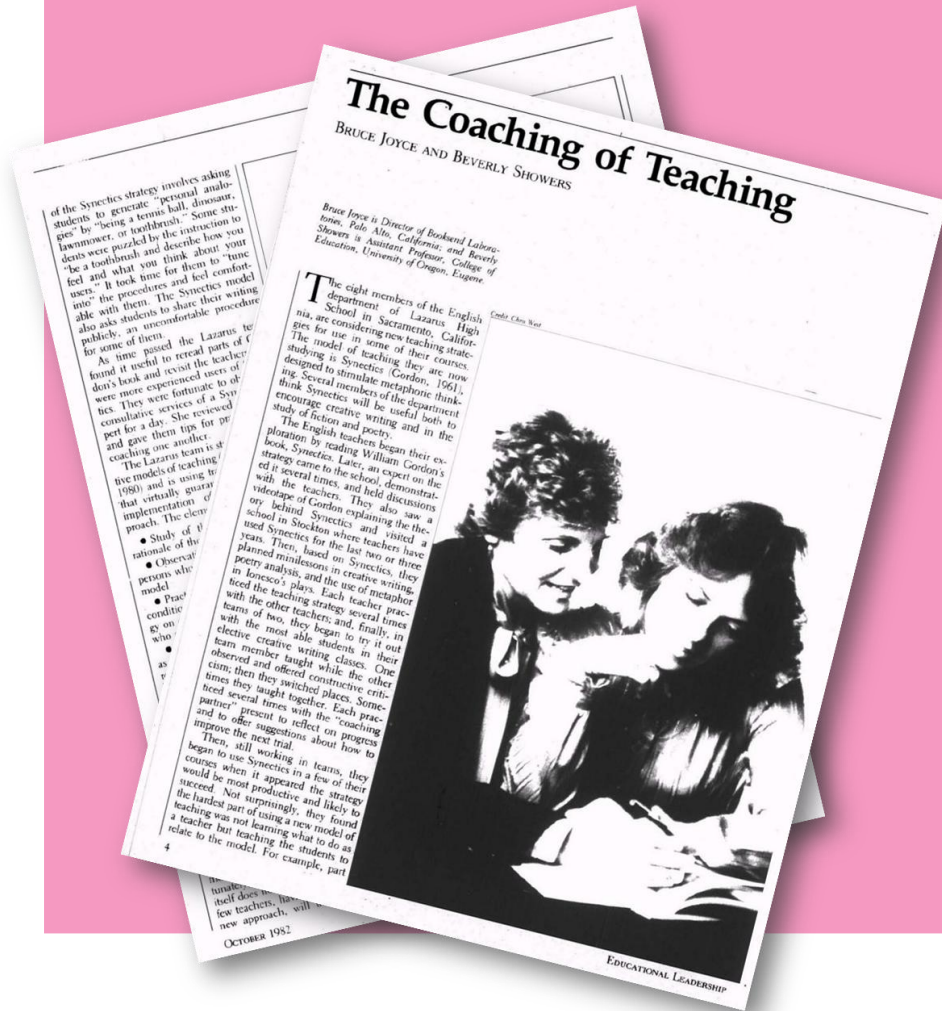 The Coaching of Teaching
BRUCE JOYCE AND BEVERLY SHOWERS
Bruce Joyce is Director of Booksend Labora-
tories, Palo Alto, California; and Beverly
Showers is Assistant Professor, College of
Education, University of Oregon, Eugene.
The eight members of the English
department of Lazarus High
School in Sacramento, Califor-
nia, are considering new teaching strate-
gies for use in some of their courses.
The model of teaching they are now
studying is Synectics (Gordon, 1961),
designed to stimulate metaphoric think-
ing. Several members of the department
think Synectics will be useful both to
encourage creative writing and in the
study of fiction and poetry.
The English teachers began their ex-
ploration by reading William Gordon's
book, Synectics. Later, an expert on the
strategy came to the school, demonstrat-
ed it several times, and held discussions
with the teachers. They also saw a
videotape of Gordon explaining the the-
ory behind Synectics and visited a
school in Stockton where teachers have
used Synectics for the last two or three
years. Then, based on Synectics, they
planned minilessons in creative writing,
poetry analysis, and the use of metaphor
in Ionesco's plays. Each teacher prac-
ticed the teaching strategy several times
with the other teachers; and, finally, in
teams of two, they began to try it out
with the most able students in their
elective creative writing classes. One
team member taught while the other
observed and offered constructive criti-
cism; then they switched places. Some-
times they taught together. Each prac-
ticed several times with the "coaching
partner" present to reflect on progress
and to offer suggestions about how to
improve the next trial.
Then, still working in teams, they
began to use Synectics in a few of their
courses when it appeared the strategy
would be most productive and likely to
succeed. Not surprisingly, they found
the hardest part of using a new model of
teaching was not learning what to do as
a teacher but teaching the students to
relate to the model. For example, part
4
Credit: Chris West
EDUCATIONAL LEADERSHIP
of the Synectics strategy involves asking
students to generate "personal analo-
gies" by "being a tennis ball, dinosaur,
lawnmower, or toothbrush." Some stu-
dents were puzzled by the instruction to
"be a toothbrush and describe how you
feel and what you think about your
users." It took time for them to "tune
into" the procedures and feel comfort-
able with them. The Synectics model
also asks students to share their writing
publicly, an uncomfortable procedure
for some of them.
As time passed the Lazarus
found it useful to reread parts of
don's book and revisit the
were more experienced users of
tics. They were fortunate to
consultative services of a
pert for a day. She reviewed
and gave them tips for
coaching one another.
The Lazarus team is
tive models of teaching
1980) and is using
that virtually
implementation
proach. The
• Study of
rationale of the
•
persons who
model
•
gy on
who
•
as
itself does
few teachers,
new approach, will
OCTOBER 1982